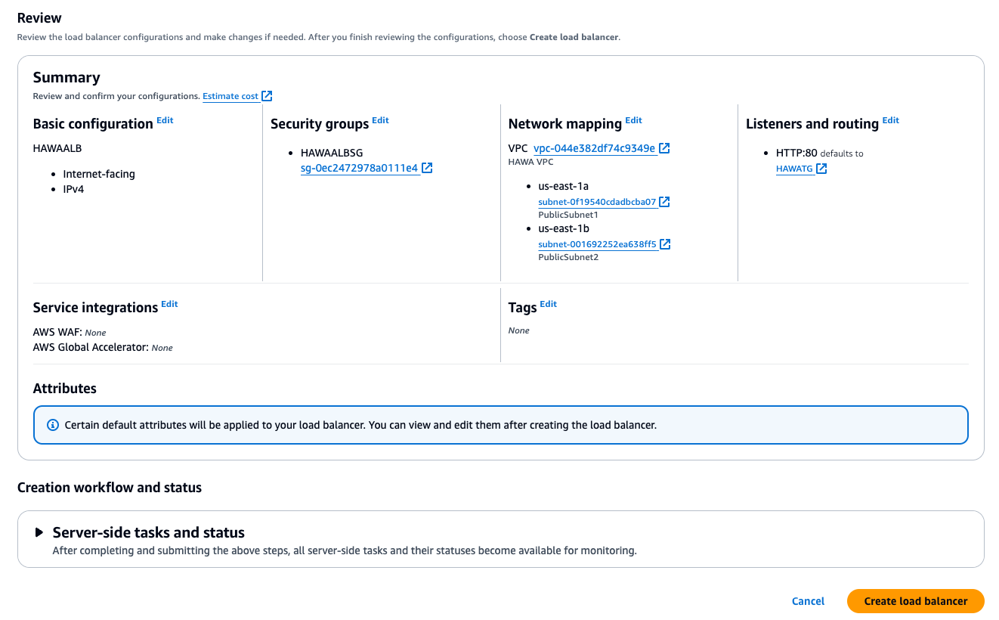 Review
Review the load balancer configurations and make changes if needed. After you finish reviewing the configurations, choose Create load balancer.
Summary
Review and confirm your configurations. Estimate cost
Basic configuration Edit
HAWAALB
Internet-facing
IPv4
Security groups Edit
HAWAALBSG
sg-0ec2472978a0111e4
Network mapping Edit
VPC vpc-044e382df74c9349e
HAWA VPC
us-east-1a
subnet-0f19540cdadbcba07
PublicSubnet1
us-east-1b
subnet-001692252ea638ff5
PublicSubnet2
Listeners and routing Edit
HTTP:80 defaults to
HAWATG
Service integrations Edit
AWS WAF: None
AWS Global Accelerator: None
Tags Edit
None
Attributes
Certain default attributes will be applied to your load balancer. You can view and edit them after creating the load balancer.
Creation workflow and status
Server-side tasks and status
After completing and submitting the above steps, all server-side tasks and their statuses become available for monitoring.
Cancel
Create load balancer